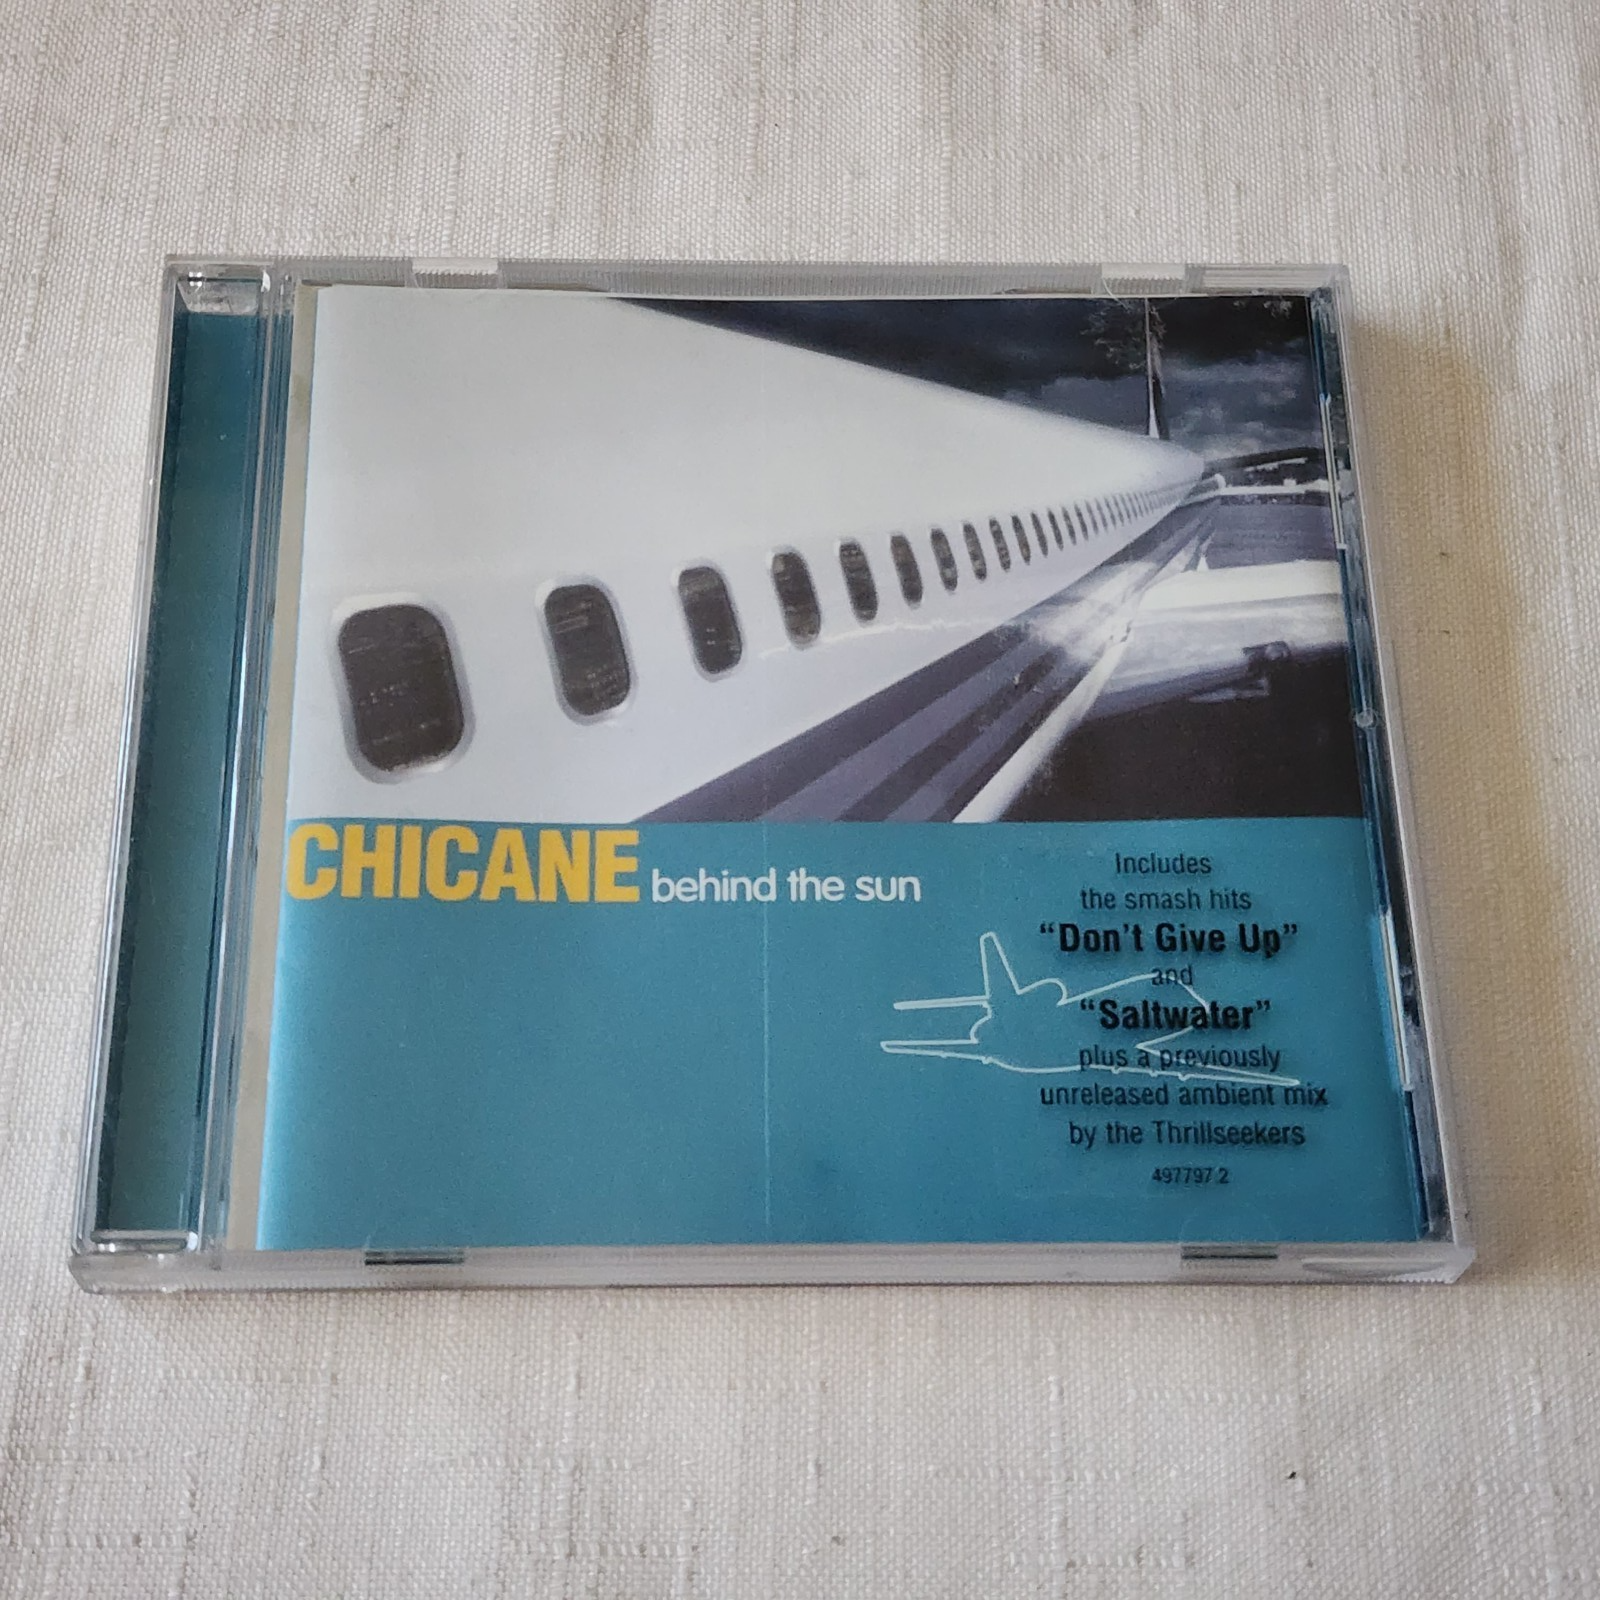 CHICANE behind the sun
Includes
the smash hits
“Don't Give Up”
and
“Saltwater”
plus a previously
unreleased ambient mix
by the Thrillseekers
497797 2